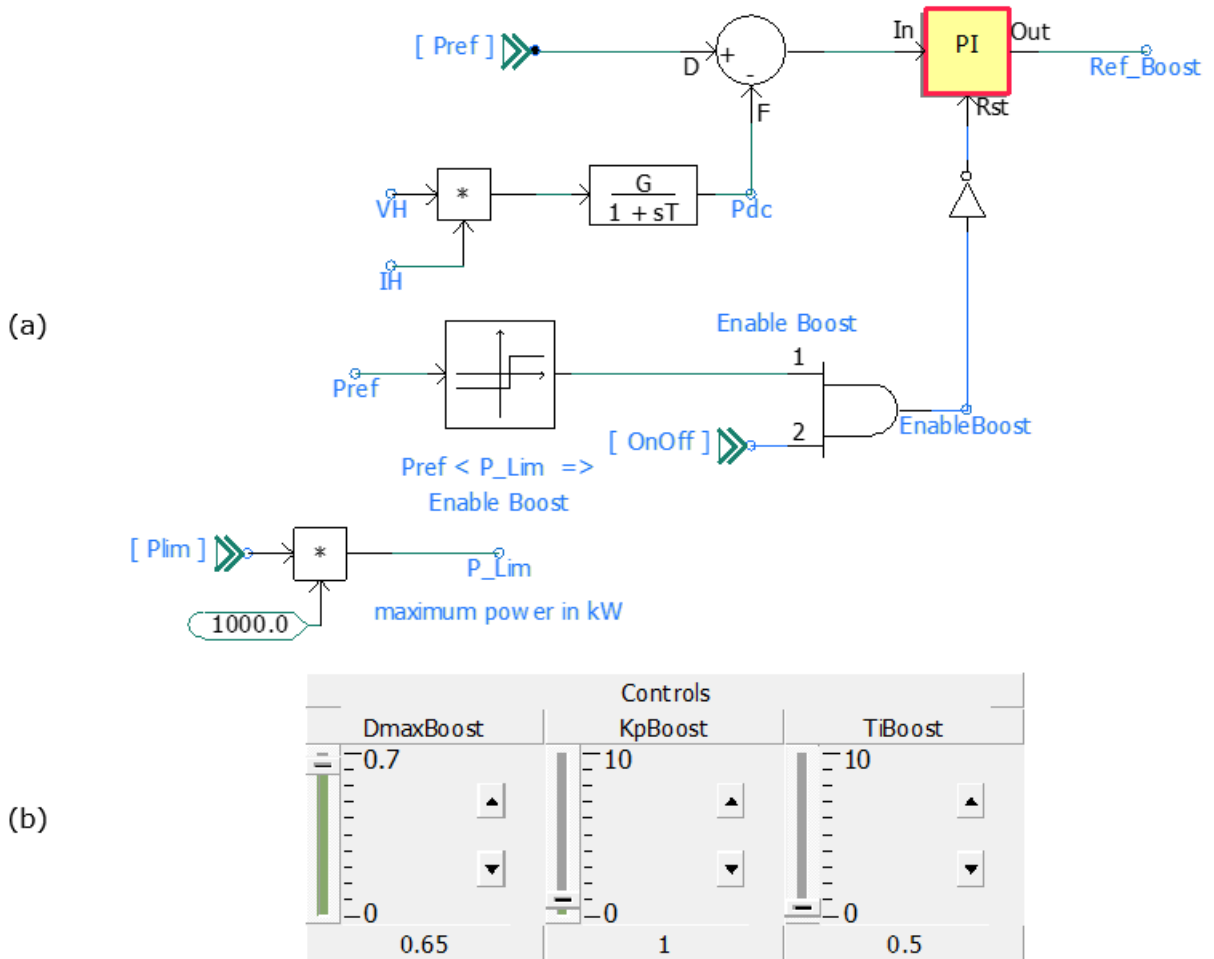 [ Pref ]
D
+
-
F
In
PI
Out
Rst
Ref_Boost
VH
*
IH
G
1 + sT
Pdc
(a)
Enable Boost
Pref
1
2
[ OnOff ]
EnableBoost
Pref < P_Lim =>
Enable Boost
[ Plim ]
*
P_Lim
1000.0
maximum power in kW
(b)
Controls
DmaxBoost
KpBoost
TiBoost
0.7
10
10
0
0
0
0.65
1
0.5